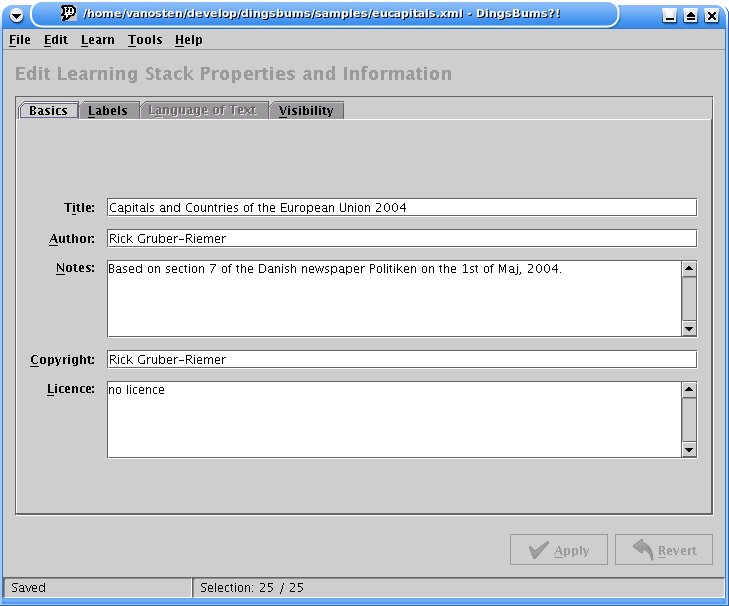 /home/vanosten/develop/dingsbums/samples/eucapitals.xml - DingsBums?!
File Edit Learn Tools Help
Edit Learning Stack Properties and Information
Basics Labels Language of Text Visibility
Title: Capitals and Countries of the European Union 2004
Author: Rick Gruber-Riemer
Notes: Based on section 7 of the Danish newspaper Politiken on the 1st of Maj, 2004.
Copyright: Rick Gruber-Riemer
Licence: no licence
Apply Revert
Saved Selection: 25 / 25